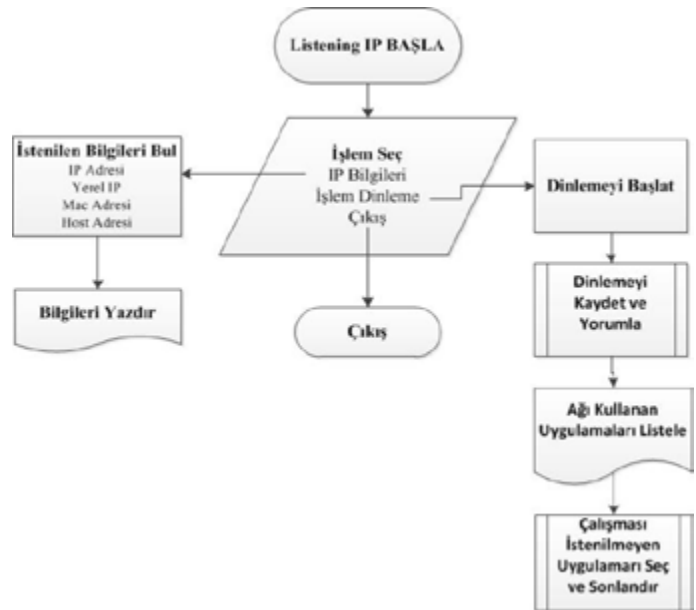 Listening IP BAŞLA
İşlem Seç
IP Bilgileri
İşlem Dinleme
Çıkış
İstenilen Bilgileri Bul
IP Adresi
Yerel IP
Mac Adresi
Host Adresi
Bilgileri Yazdır
Çıkış
Dinlemeyi Başlat
Dinlemeyi
Kaydet ve
Yorumla
Ağı Kullanan
Uygulamaları Listele
Çalışması
İstenilmeyen
Uygulamarı Seç
ve Sonlandır